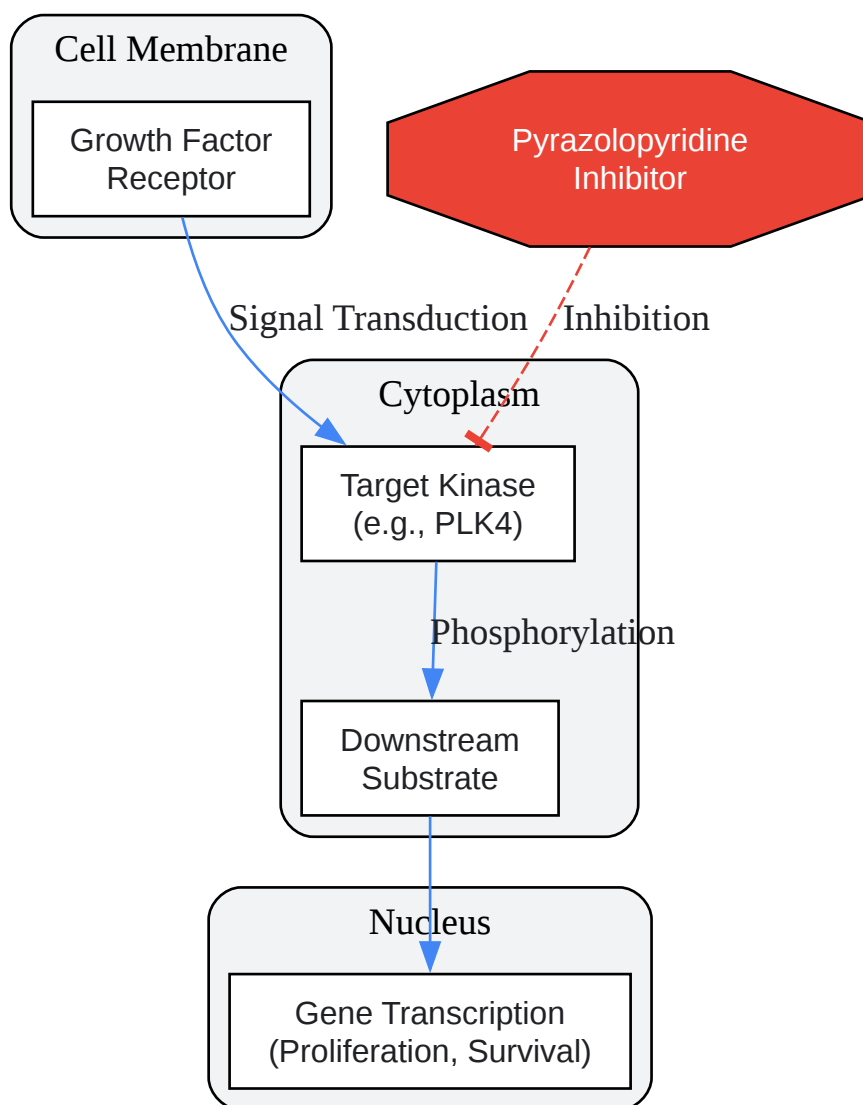 Cell Membrane
Growth Factor
Receptor
Pyrazolopyridine
Inhibitor
Signal Transduction
Inhibition
Cytoplasm
Target Kinase
(e.g., PLK4)
Phosphorylation
Downstream
Substrate
Nucleus
Gene Transcription
(Proliferation, Survival)